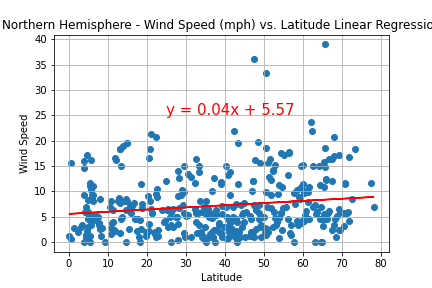 Northern Hemisphere - Wind Speed (mph) vs. Latitude Linear Regressio
40
35
30
25
20
15
10
5
0
Wind Speed
y = 0.04x + 5.57
0 10 20 30 40 50 60 70 80
Latitude